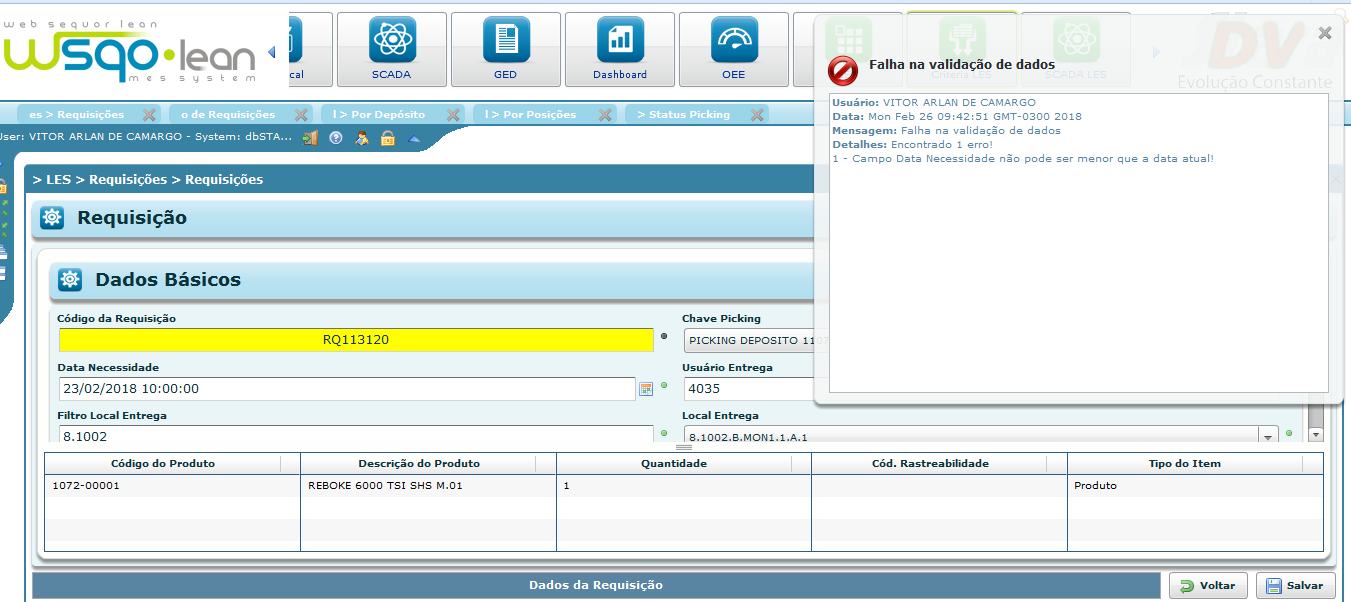 web sequor lean
wsqo·lean
mes system
cal
SCADA
GED
Dashboard
OEE
Criteria LES
SCADA LES
DV
Evolução Constante
es > Requisições
o de Requisições
l > Por Depósito
l > Por Posições
> Status Picking
User: VITOR ARLAN DE CAMARGO - System: dbSTA...
Falha na validação de dados
Usuário: VITOR ARLAN DE CAMARGO
Data: Mon Feb 26 09:42:51 GMT-0300 2018
Mensagem: Falha na validação de dados
Detalhes: Encontrado 1 erro!
1 - Campo Data Necessidade não pode ser menor que a data atual!
> LES > Requisições > Requisições
Requisição
Dados Básicos
Código da Requisição
Chave Picking
RQ113120
PICKING DEPOSITO 1107
Data Necessidade
Usuário Entrega
23/02/2018 10:00:00
4035
Filtro Local Entrega
Local Entrega
8.1002
8.1002.B.MON1.1.A.1
Código do Produto
Descrição do Produto
Quantidade
Cód. Rastreabilidade
Tipo do Item
1072-00001
REBOKE 6000 TSI SHS M.01
1
Produto
Dados da Requisição
Voltar
Salvar